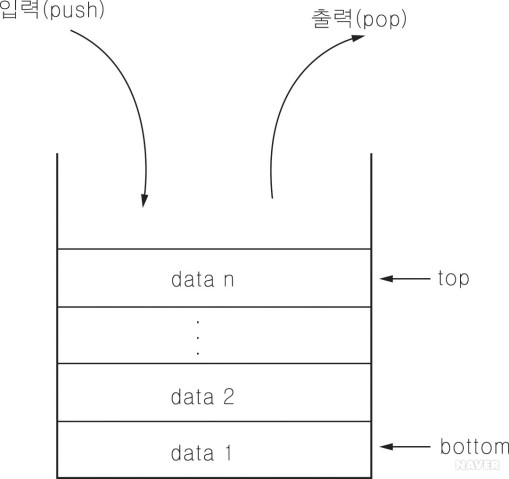 입력(push)
출력(pop)
data n
top
.
.
.
data 2
data 1
bottom
NAVER